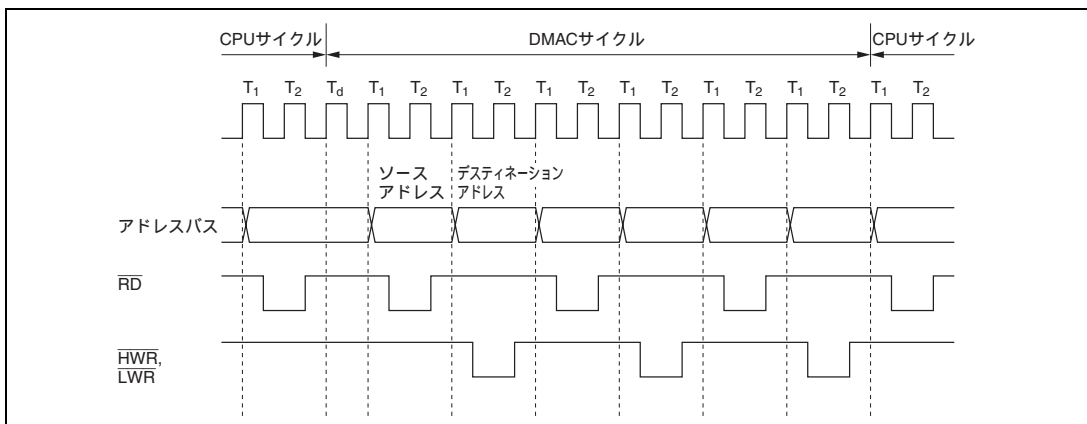 CPUサイクル DMACサイクル CPUサイクル
T1 T2 Td T1 T2 T1 T2 T1 T2 T1 T2 T1 T2 T1 T2 T1 T2
ソース デスティネーション
アドレス アドレス
アドレスバス
RD
HWR,
LWR